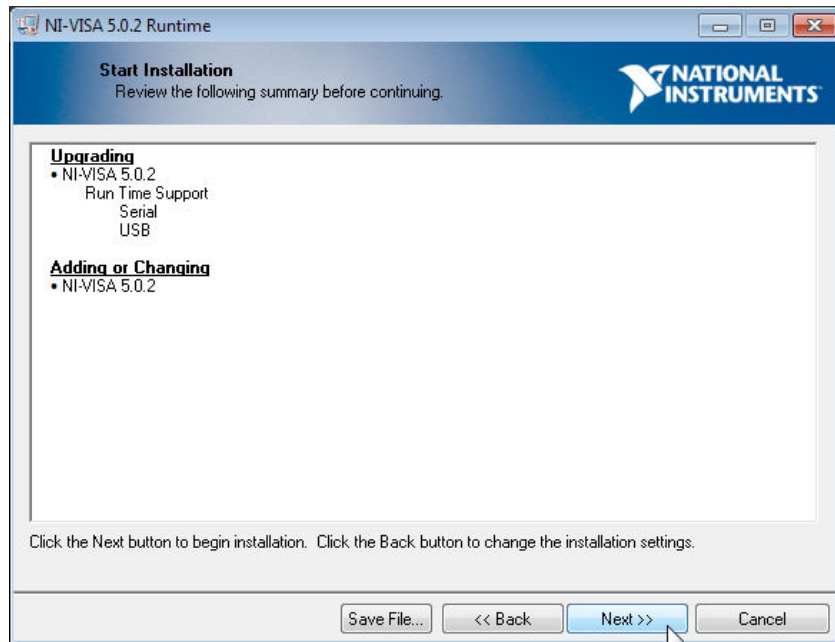 NI-VISA 5.0.2 Runtime
Start Installation
Review the following summary before continuing.
NATIONAL
INSTRUMENTS
Upgrading
• NI-VISA 5.0.2
Run Time Support
Serial
USB
Adding or Changing
• NI-VISA 5.0.2
Click the Next button to begin installation.  Click the Back button to change the installation settings.
Save File... << Back Next >> Cancel